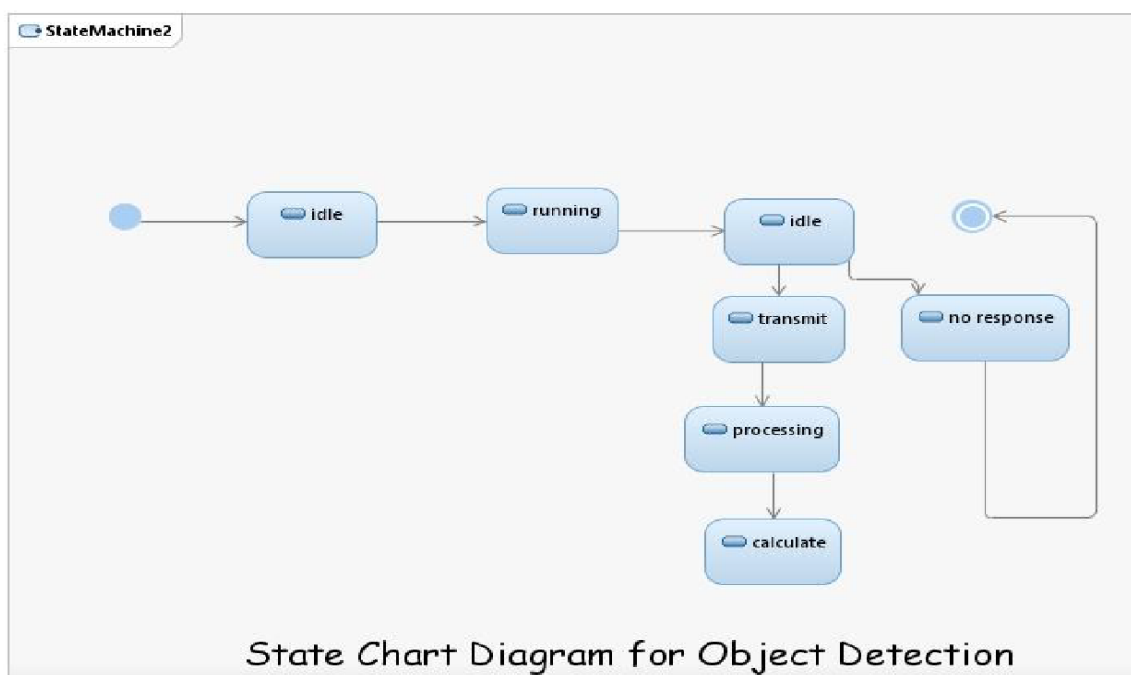 StateMachine2
idle
running
idle
transmit
no response
processing
calculate
State Chart Diagram for Object Detection